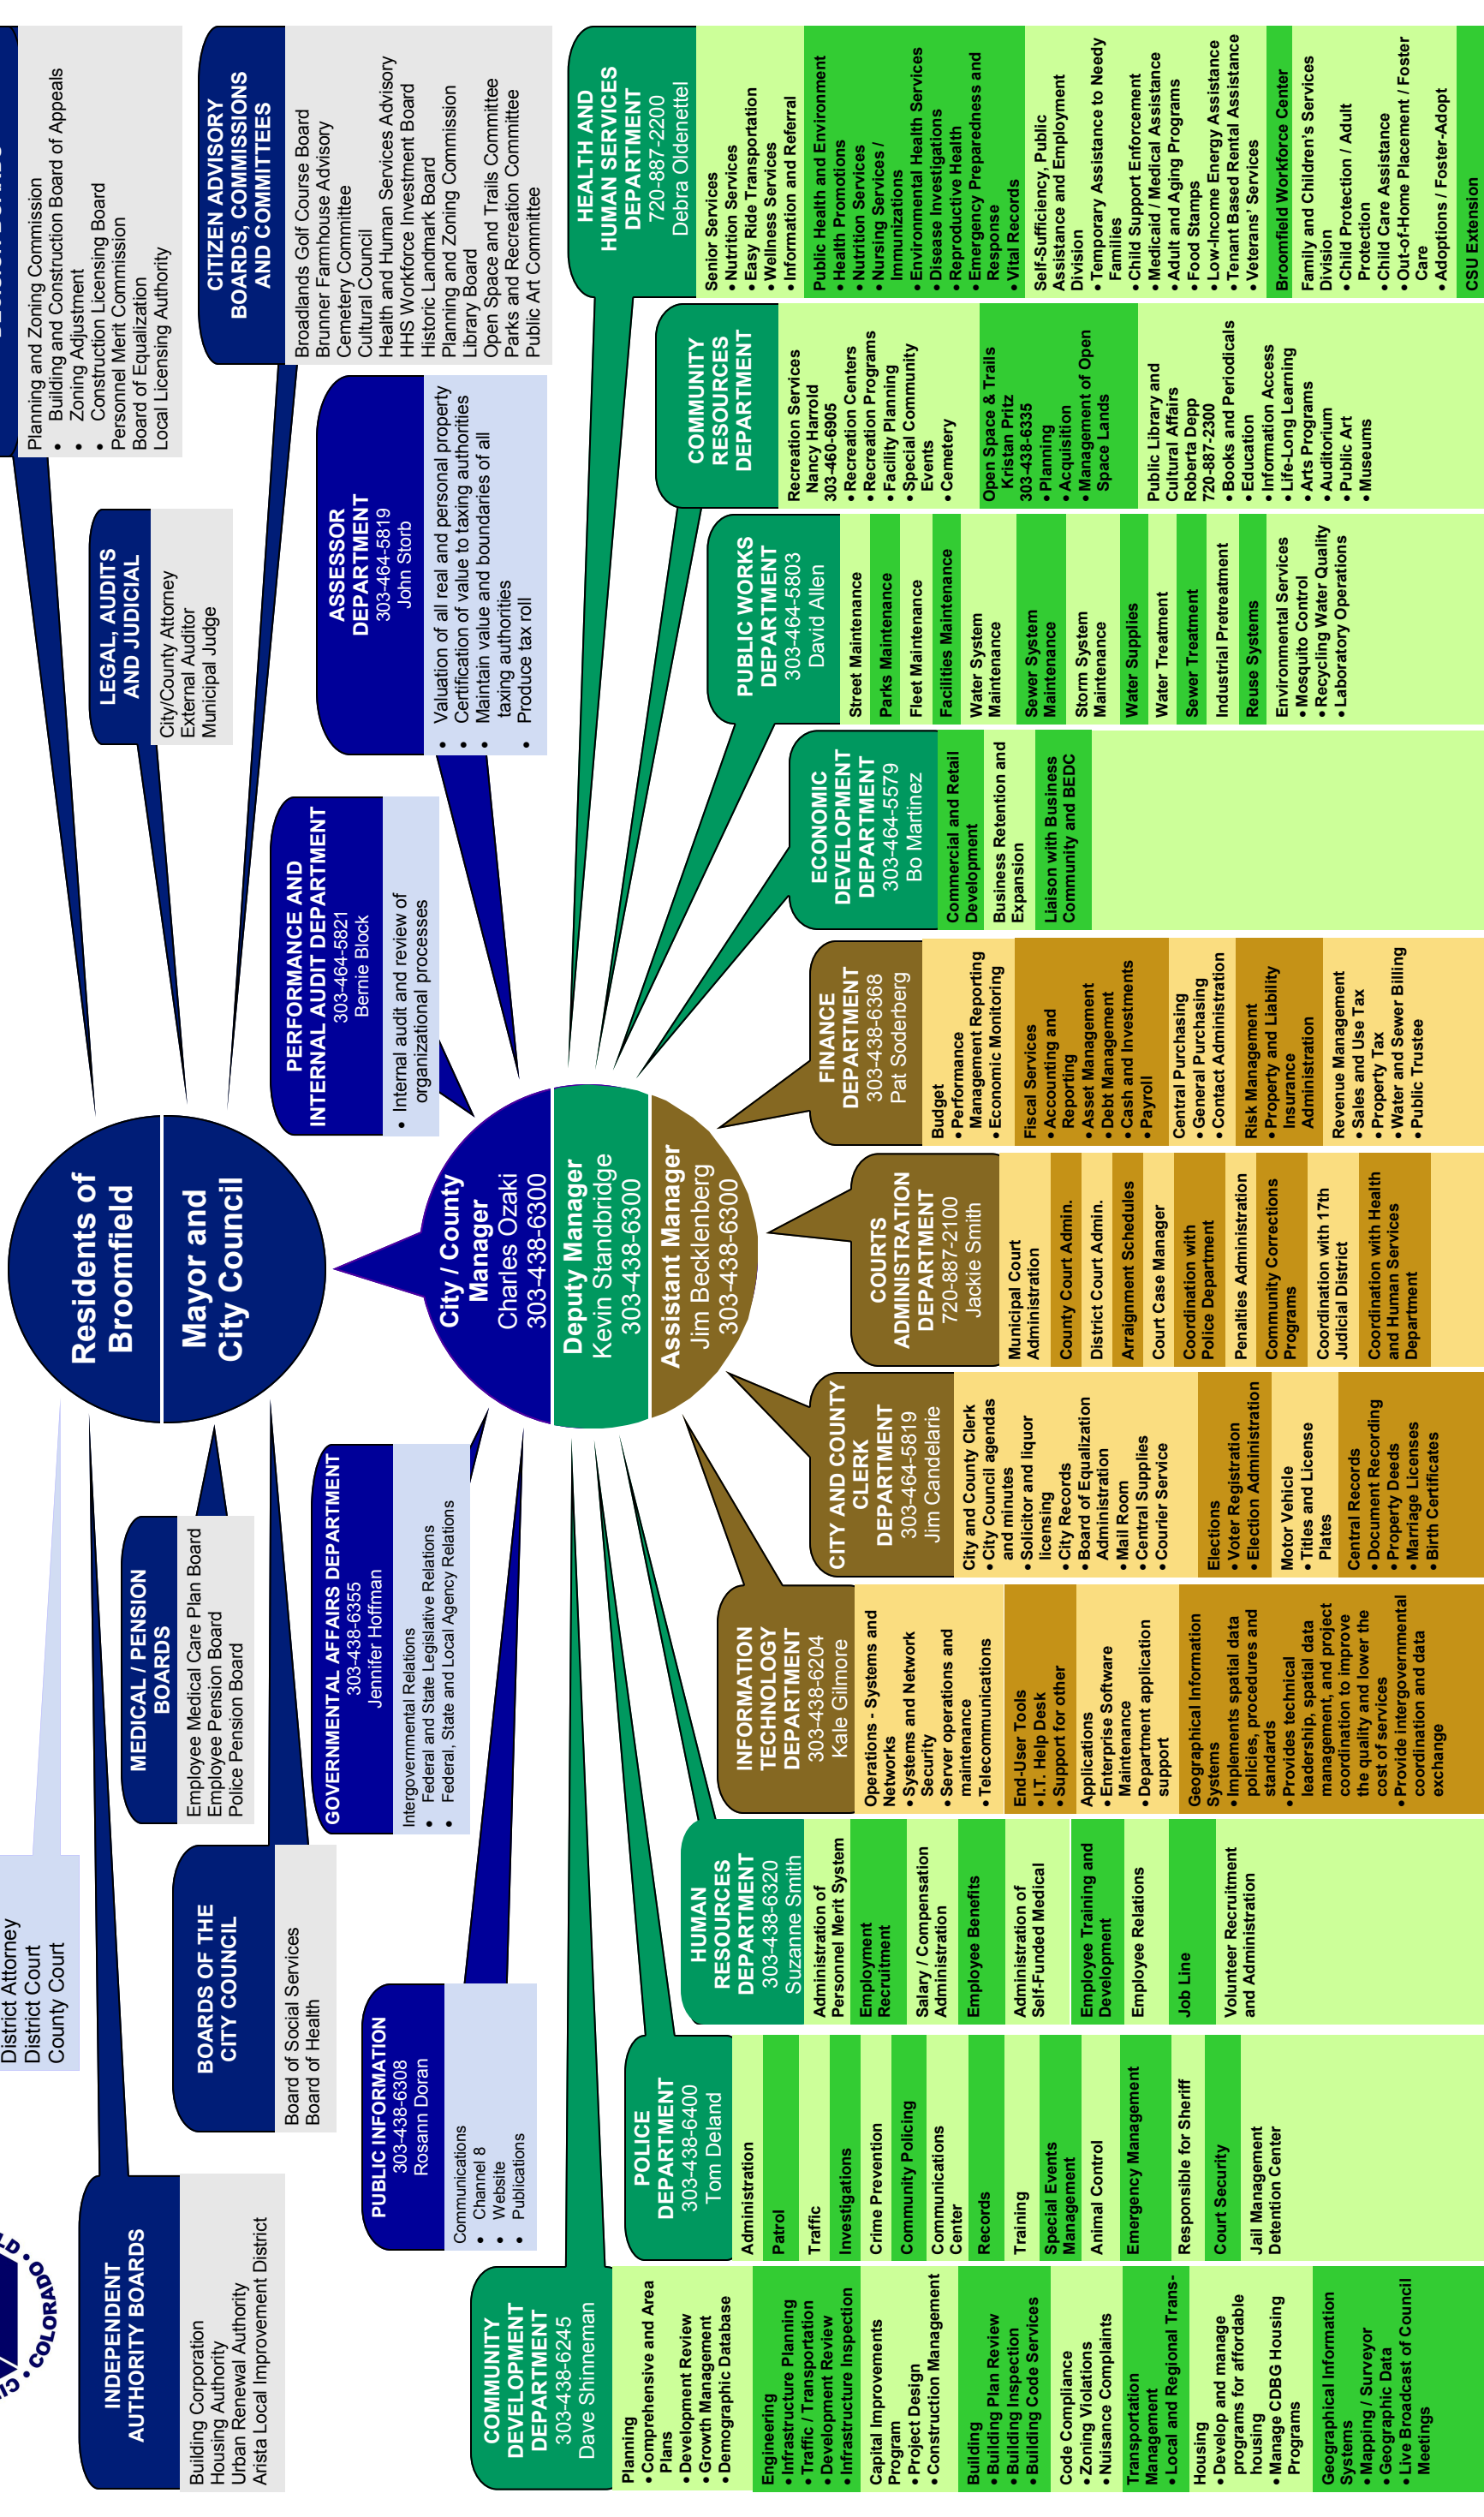 CI
LD • COLORADO
District Attorney
District Court
County Court
Planning and Zoning Commission
• Building and Construction Board of Appeals
• Zoning Adjustment
• Construction Licensing Board
Personnel Merit Commission
Board of Equalization
Local Licensing Authority
Residents of
Broomfield
Mayor and
City Council
INDEPENDENT
AUTHORITY BOARDS
Building Corporation
Housing Authority
Urban Renewal Authority
Arista Local Improvement District
BOARDS OF THE
CITY COUNCIL
Board of Social Services
Board of Health
MEDICAL / PENSION
BOARDS
Employee Medical Care Plan Board
Employee Pension Board
Police Pension Board
LEGAL, AUDITS
AND JUDICIAL
City/County Attorney
External Auditor
Municipal Judge
CITIZEN ADVISORY
BOARDS, COMMISSIONS
AND COMMITTEES
Broadlands Golf Course Board
Brunner Farmhouse Advisory
Cemetery Committee
Cultural Council
Health and Human Services Advisory
HHS Workforce Investment Board
Historic Landmark Board
Planning and Zoning Commission
Library Board
Open Space and Trails Committee
Parks and Recreation Committee
Public Art Committee
PUBLIC INFORMATION
303-438-6308
Rosann Doran
Communications
• Channel 8
• Website
• Publications
GOVERNMENTAL AFFAIRS DEPARTMENT
303-438-6355
Jennifer Hoffman
Intergovernmental Relations
• Federal and State Legislative Relations
• Federal, State and Local Agency Relations
City / County
Manager
Charles Ozaki
303-438-6300
Deputy Manager
Kevin Standbridge
303-438-6300
Assistant Manager
Jim Becklenberg
303-438-6300
PERFORMANCE AND
INTERNAL AUDIT DEPARTMENT
303-464-5821
Bernie Block
• Internal audit and review of
organizational processes
ASSESSOR
DEPARTMENT
303-464-5819
John Storb
• Valuation of all real and personal property
• Certification of value to taxing authorities
• Maintain value and boundaries of all
taxing authorities
• Produce tax roll
COMMUNITY
DEVELOPMENT
DEPARTMENT
303-438-6245
Dave Shinneman
Planning
• Comprehensive and Area
Plans
• Development Review
• Growth Management
• Demographic Database
Engineering
• Infrastructure Planning
• Traffic / Transportation
• Development Review
• Infrastructure Inspection
Capital Improvements
Program
• Project Design
• Construction Management
Building
• Building Plan Review
• Building Inspection
• Building Code Services
Code Compliance
• Zoning Violations
• Nuisance Complaints
Transportation
Management
• Local and Regional Trans-
Housing
• Develop and manage
programs for affordable
housing
• Manage CDBG Housing
Programs
Geographical Information
Systems
• Mapping / Surveyor
• Geographic Data
• Live Broadcast of Council
Meetings
POLICE
DEPARTMENT
303-438-6400
Tom Deland
Administration
Patrol
Traffic
Investigations
Crime Prevention
Community Policing
Communications
Center
Records
Training
Special Events
Management
Animal Control
Emergency Management
Responsible for Sheriff
Court Security
Jail Management
Detention Center
HUMAN
RESOURCES
DEPARTMENT
303-438-6320
Suzanne Smith
Administration of
Personnel Merit System
Employment
Recruitment
Salary / Compensation
Administration
Employee Benefits
Administration of
Self-Funded Medical
Employee Training and
Development
Employee Relations
Job Line
Volunteer Recruitment
and Administration
INFORMATION
TECHNOLOGY
DEPARTMENT
303-438-6204
Kale Gilmore
Operations - Systems and
Networks
• Systems and Network
Security
• Server operations and
maintenance
• Telecommunications
End-User Tools
• I.T. Help Desk
• Support for other
Applications
• Enterprise Software
Maintenance
• Department application
support
Geographical Information
Systems
• Implements spatial data
policies, procedures and
standards
• Provides technical
leadership, spatial data
management, and project
coordination to improve
the quality and lower the
cost of services
• Provide intergovernmental
coordination and data
exchange
CITY AND COUNTY
CLERK
DEPARTMENT
303-464-5819
Jim Candelarie
City and County Clerk
• City Council agendas
and minutes
• Solicitor and liquor
licensing
• City Records
• Board of Equalization
Administration
• Mail Room
• Central Supplies
• Courier Service
Elections
• Voter Registration
• Election Administration
Motor Vehicle
• Titles and License
Plates
Central Records
• Document Recording
• Property Deeds
• Marriage Licenses
• Birth Certificates
COURTS
ADMINISTRATION
DEPARTMENT
720-887-2100
Jackie Smith
Municipal Court
Administration
County Court Admin.
District Court Admin.
Arraignment Schedules
Court Case Manager
Coordination with
Police Department
Penalties Administration
Community Corrections
Programs
Coordination with 17th
Judicial District
Coordination with Health
and Human Services
Department
FINANCE
DEPARTMENT
303-438-6368
Pat Soderberg
Budget
• Performance
Management Reporting
• Economic Monitoring
Fiscal Services
• Accounting and
Reporting
• Asset Management
• Debt Management
• Cash and Investments
• Payroll
Central Purchasing
• General Purchasing
• Contact Administration
Risk Management
• Property and Liability
Insurance
Administration
Revenue Management
• Sales and Use Tax
• Property Tax
• Water and Sewer Billing
• Public Trustee
ECONOMIC
DEVELOPMENT
DEPARTMENT
303-464-5579
Bo Martinez
Commercial and Retail
Development
Business Retention and
Expansion
Liaison with Business
Community and BEDC
PUBLIC WORKS
DEPARTMENT
303-464-5803
David Allen
Street Maintenance
Parks Maintenance
Fleet Maintenance
Facilities Maintenance
Water System
Maintenance
Sewer System
Maintenance
Storm System
Maintenance
Water Supplies
Water Treatment
Sewer Treatment
Industrial Pretreatment
Reuse Systems
Environmental Services
• Mosquito Control
• Recycling Water Quality
• Laboratory Operations
COMMUNITY
RESOURCES
DEPARTMENT
Recreation Services
Nancy Harrold
303-460-6905
• Recreation Centers
• Recreation Programs
• Facility Planning
• Special Community
Events
• Cemetery
Open Space & Trails
Kristan Pritz
303-438-6335
• Planning
• Acquisition
• Management of Open
Space Lands
Public Library and
Cultural Affairs
Roberta Depp
720-887-2300
• Books and Periodicals
• Education
• Information Access
• Life-Long Learning
• Arts Programs
• Auditorium
• Public Art
• Museums
HEALTH AND
HUMAN SERVICES
DEPARTMENT
720-887-2200
Debra Oldenettel
Senior Services
• Nutrition Services
• Easy Ride Transportation
• Wellness Services
• Information and Referral
Public Health and Environment
• Health Promotions
• Nutrition Services
• Nursing Services /
Immunizations
• Environmental Health Services
• Disease Investigations
• Reproductive Health
• Emergency Preparedness and
Response
• Vital Records
Self-Sufficiency, Public
Assistance and Employment
Division
• Temporary Assistance to Needy
Families
• Child Support Enforcement
• Medicaid / Medical Assistance
• Adult and Aging Programs
• Food Stamps
• Low-Income Energy Assistance
• Tenant Based Rental Assistance
• Veterans' Services
Broomfield Workforce Center
Family and Children's Services
Division
• Child Protection / Adult
Protection
• Child Care Assistance
• Out-of-Home Placement / Foster
Care
• Adoptions / Foster-Adopt
CSU Extension